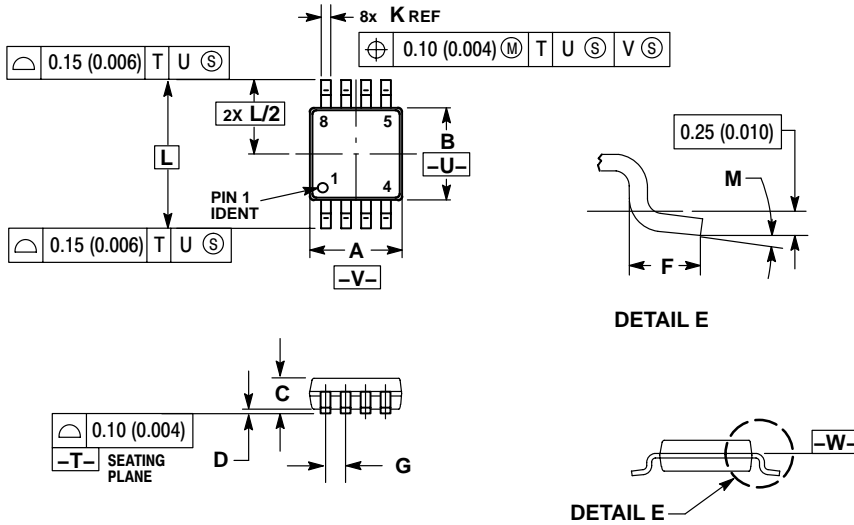 8x K REF
⌖ 0.10 (0.004) Ⓜ T U Ⓢ V Ⓢ
⌓ 0.15 (0.006) T U Ⓢ
2X L/2
L
8 5
B
–U–
1 4
PIN 1
IDENT
⌓ 0.15 (0.006) T U Ⓢ
A
–V–
0.25 (0.010)
M
F
DETAIL E
C
⌓ 0.10 (0.004)
–T– SEATING
PLANE
D
G
–W–
DETAIL E